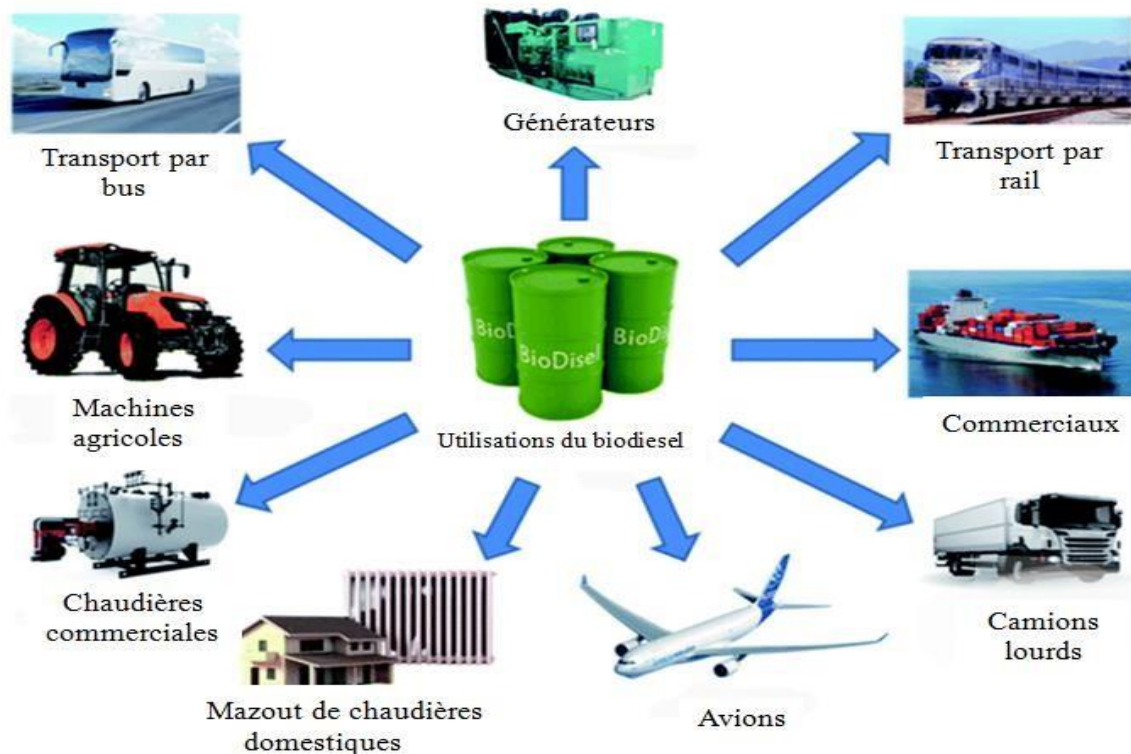 Générateurs
Transport par
bus
Transport par
rail
BioDi
BioDisel
BioDi
Machines
agricoles
Utilisations du biodiesel
Commerciaux
Chaudières
commerciales
Camions
lourds
Mazout de chaudières
domestiques
Avions